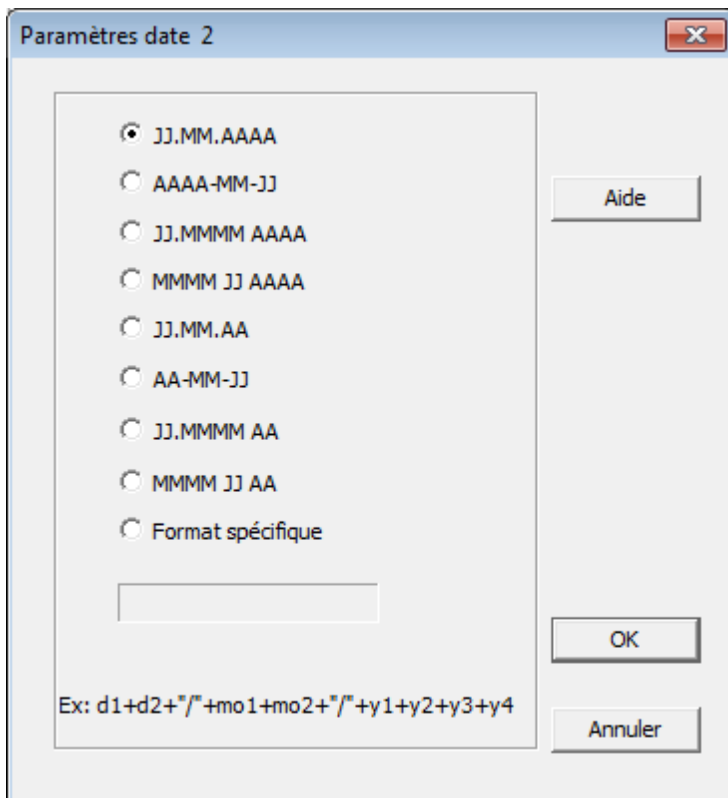 Paramètres date 2
JJ.MM.AAAA
AAAA-MM-JJ
Aide
JJ.MMMM AAAA
MMMM JJ AAAA
JJ.MM.AA
AA-MM-JJ
JJ.MMMM AA
MMMM JJ AA
Format spécifique
OK
Ex: d1+d2+"/"+mo1+mo2+"/"+y1+y2+y3+y4
Annuler